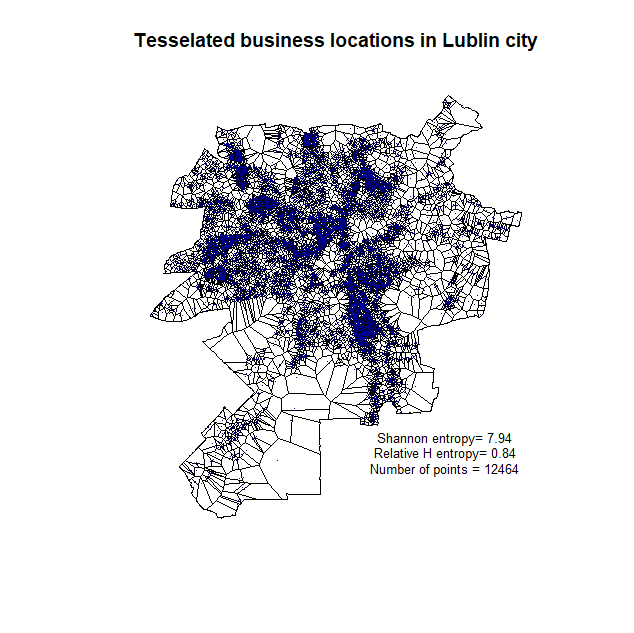 Tesselated business locations in Lublin city
Shannon entropy= 7.94
Relative H entropy= 0.84
Number of points = 12464